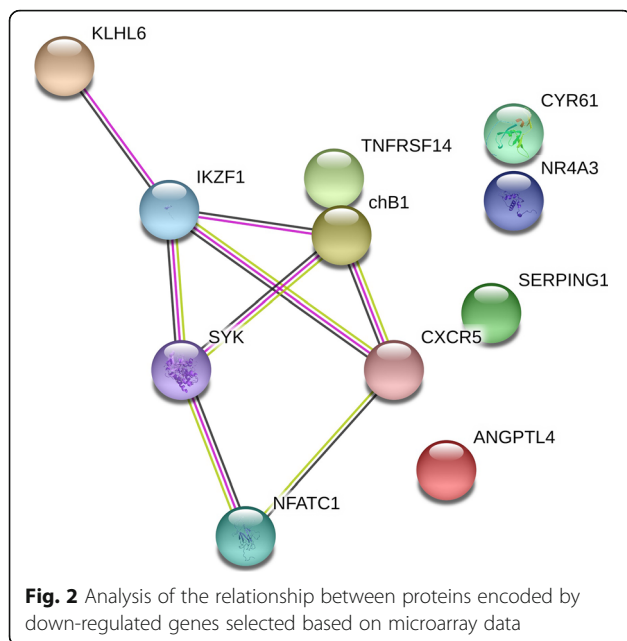 KLHL6
CYR61
TNFRSF14
NR4A3
IKZF1
chB1
SERPING1
SYK
CXCR5
ANGPTL4
NFATC1
Fig. 2 Analysis of the relationship between proteins encoded by
down-regulated genes selected based on microarray data